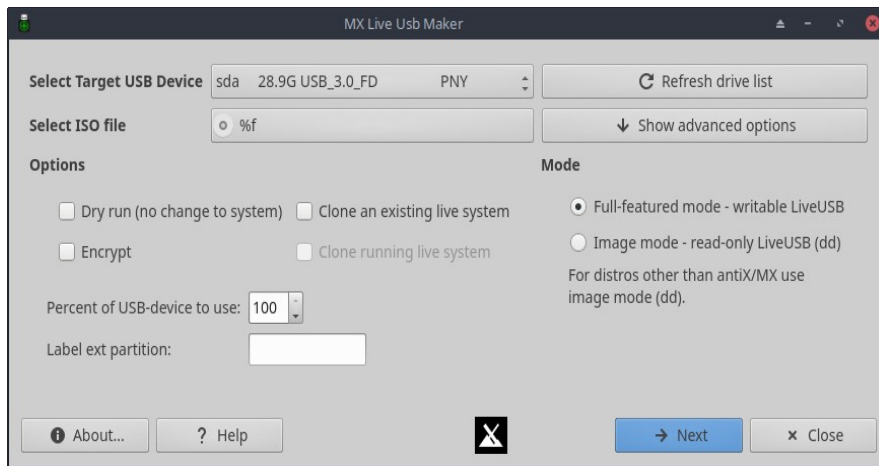 MX Live Usb Maker
Select Target USB Device sda 28.9G USB_3.0_FD PNY Refresh drive list
Select ISO file %f Show advanced options
Options Mode
Dry run (no change to system) Clone an existing live system Full-featured mode - writable LiveUSB
Encrypt Clone running live system Image mode - read-only LiveUSB (dd)
For distros other than antiX/MX use
image mode (dd).
Percent of USB-device to use: 100
Label ext partition:
About... ? Help Next Close